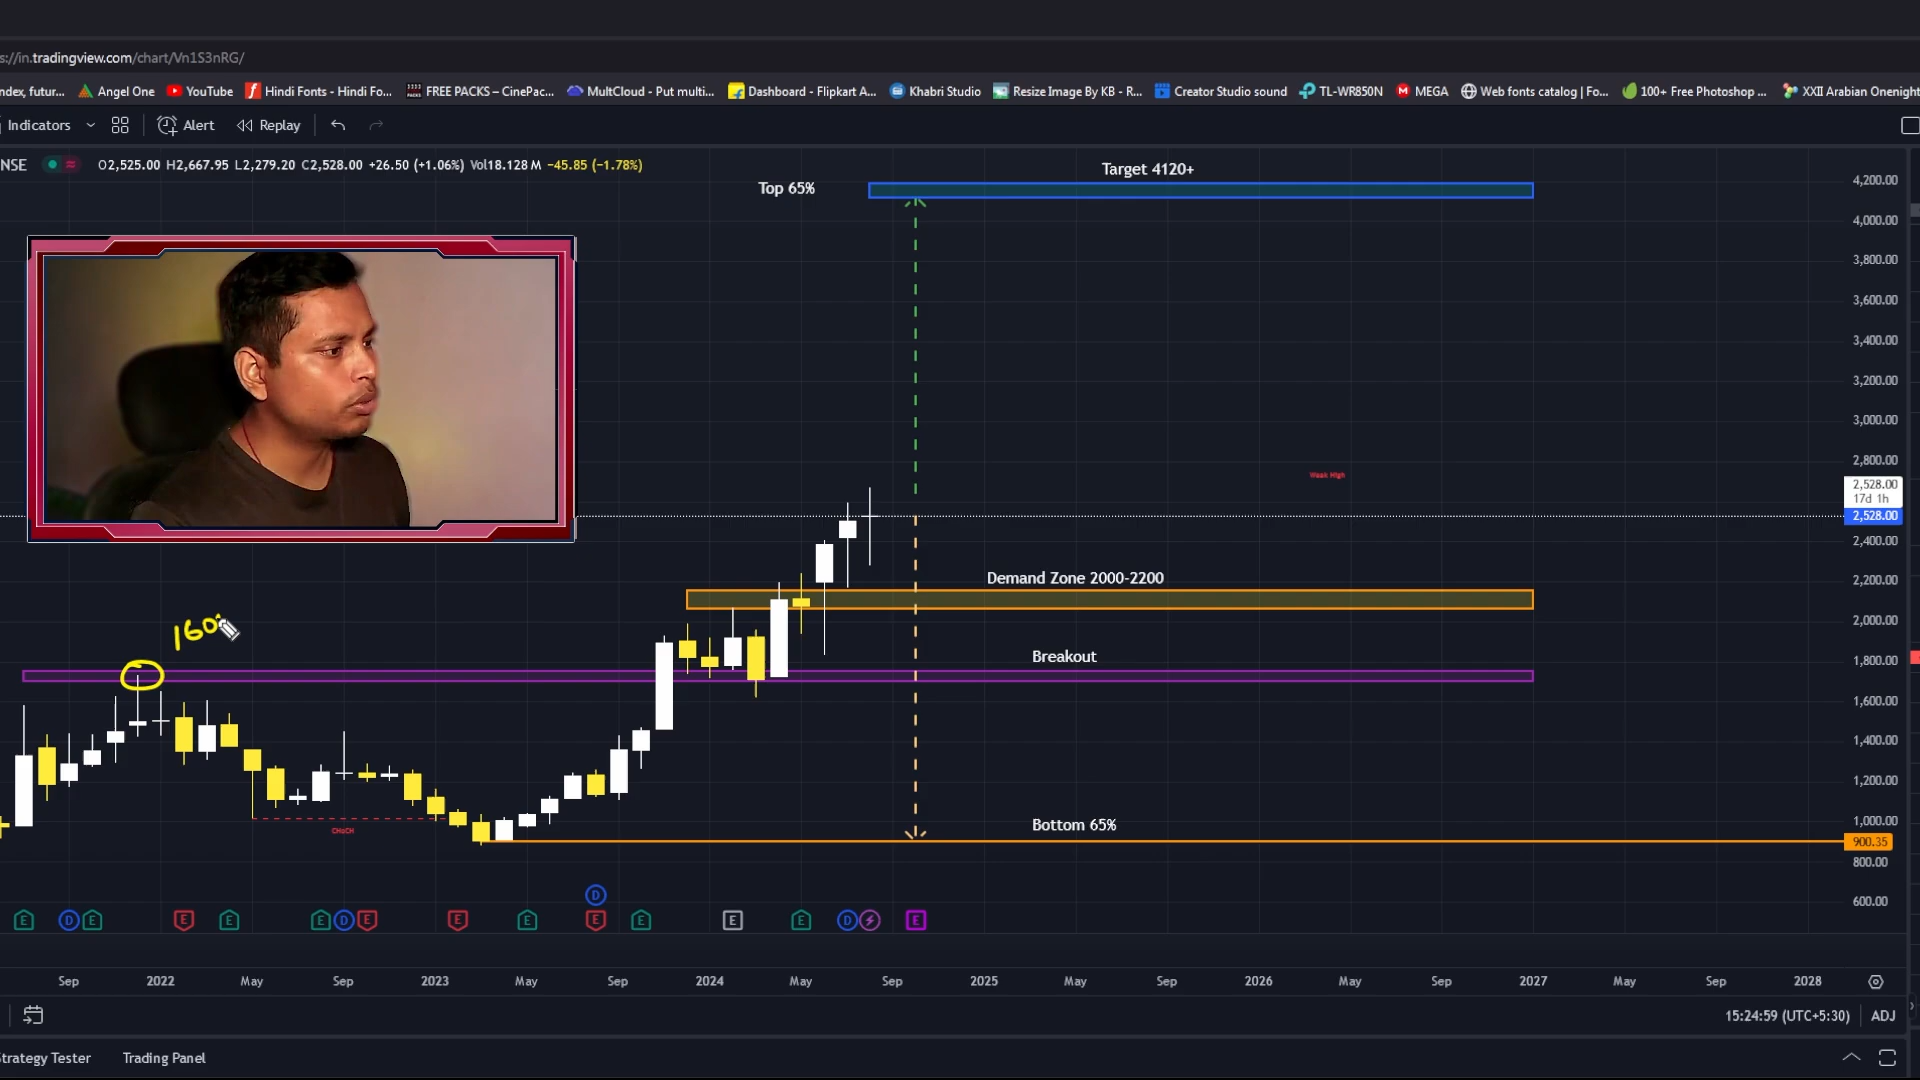 s://in.tradingview.com/chart/Vn1S3nRG/
ndex, futur... Angel One YouTube Hindi Fonts - Hindi Fo... FREE PACKS – CinePac... MultCloud - Put multi... Dashboard - Flipkart A... Khabri Studio Resize Image By KB - R... Creator Studio sound TL-WR850N MEGA Web fonts catalog | Fo... 100+ Free Photoshop ... XXII Arabian Onenight
Indicators Alert Replay
NSE O2,525.00 H2,667.95 L2,279.20 C2,528.00 +26.50 (+1.06%) Vol18.128 M −45.85 (−1.78%)
Target 4120+
Top 65%
4,200.00
4,000.00
3,800.00
3,600.00
3,400.00
3,200.00
3,000.00
2,800.00
Weak High
2,528.00
17d 1h
2,528.00
2,400.00
Demand Zone 2000-2200
2,200.00
2,000.00
160
Breakout
1,800.00
1,600.00
1,400.00
1,200.00
1,000.00
Bottom 65%
CHoCH
900.35
800.00
600.00
D
E D E E E E D E E E E E E E D E
Sep 2022 May Sep 2023 May Sep 2024 May Sep 2025 May Sep 2026 May Sep 2027 May Sep 2028
15:24:59 (UTC+5:30) ADJ
Strategy Tester Trading Panel